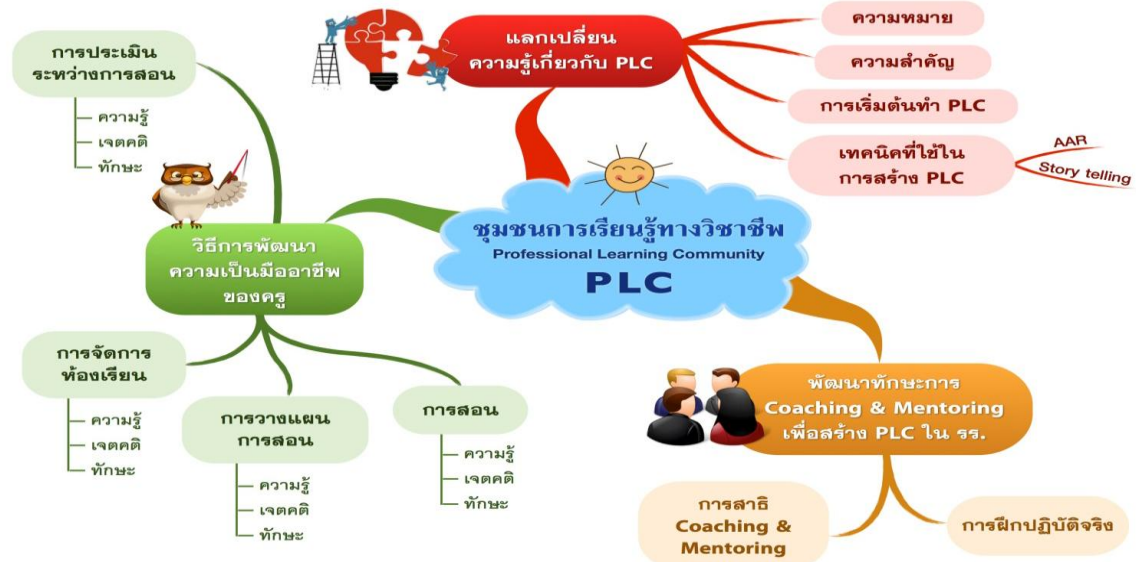 แลกเปลี่ยน
ความรู้เกี่ยวกับ PLC
ความหมาย
ความสำคัญ
การเริ่มต้นทำ PLC
เทคนิคที่ใช้ใน
การสร้าง PLC
AAR
Story telling
การประเมิน
ระหว่างการสอน
ความรู้
เจตคติ
ทักษะ
ชุมชนการเรียนรู้ทางวิชาชีพ
Professional Learning Community
PLC
วิธีการพัฒนา
ความเป็นมืออาชีพ
ของครู
การจัดการ
ห้องเรียน
ความรู้
เจตคติ
ทักษะ
การวางแผน
การสอน
ความรู้
เจตคติ
ทักษะ
การสอน
ความรู้
เจตคติ
ทักษะ
พัฒนาทักษะการ
Coaching & Mentoring
เพื่อสร้าง PLC ใน รร.
การสาธิ
Coaching &
Mentoring
การฝึกปฏิบัติจริง